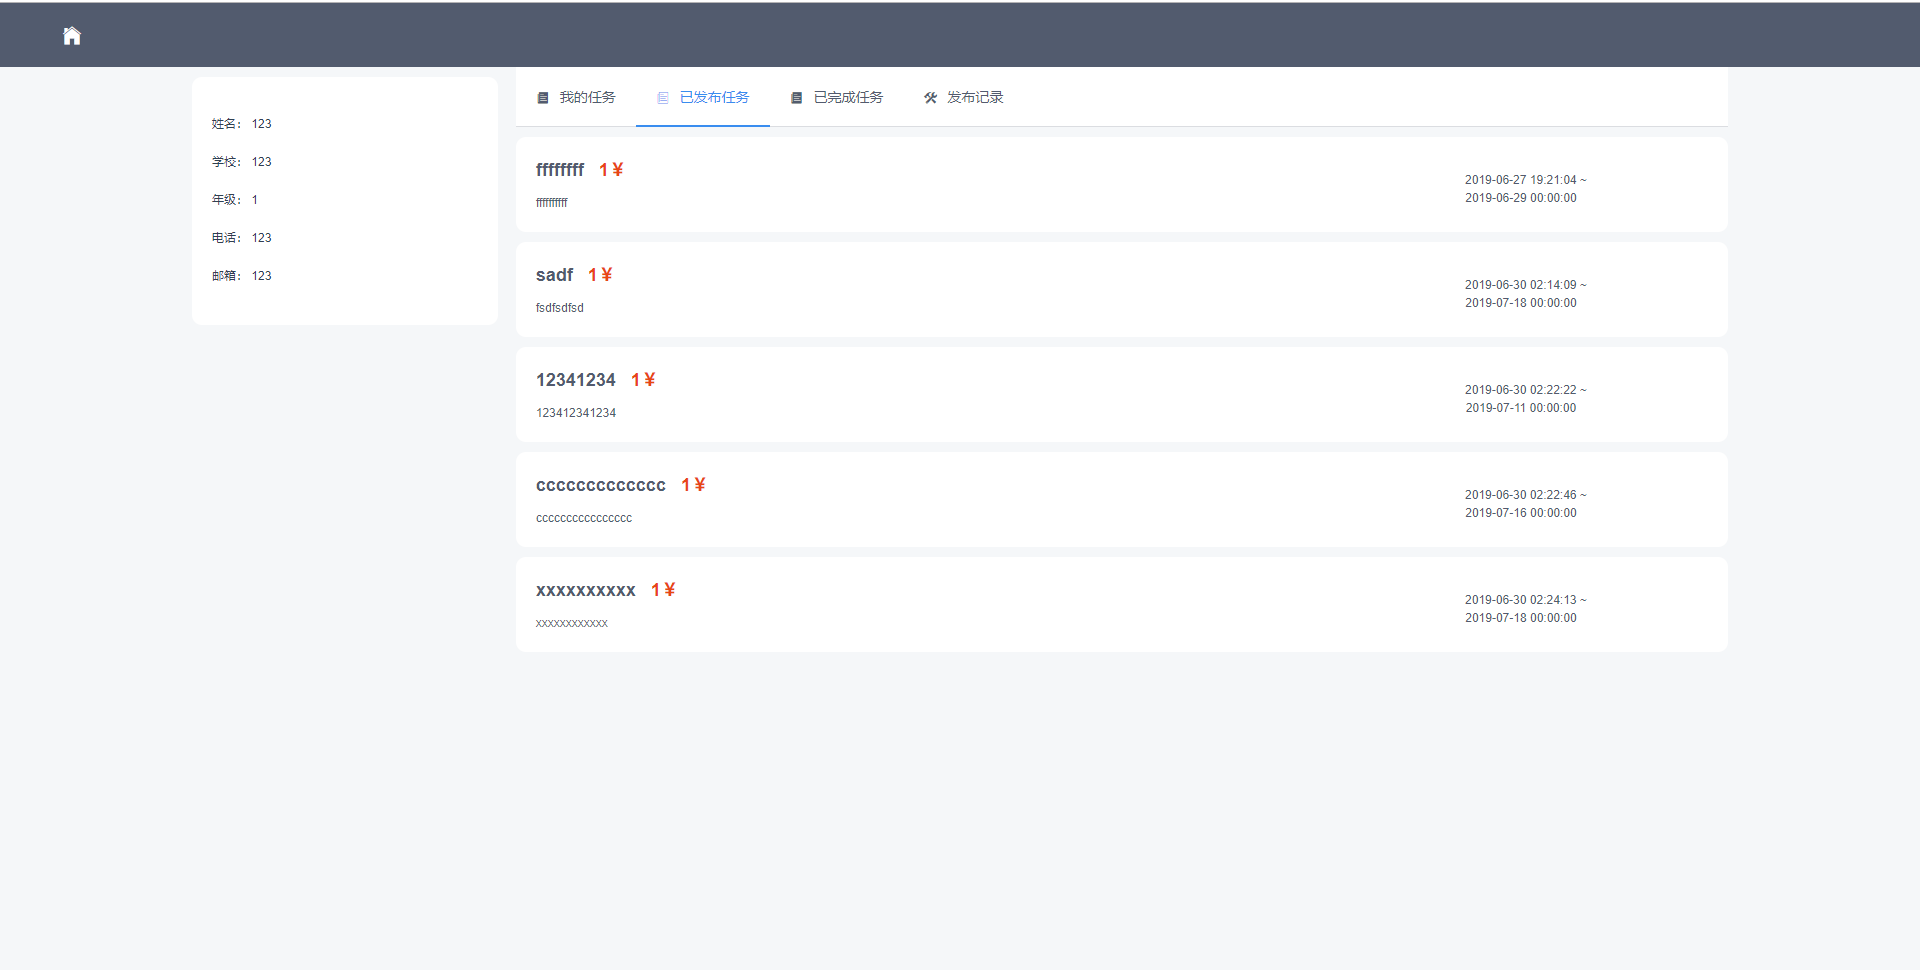 姓名： 123
学校： 123
年级： 1
电话： 123
邮箱： 123
我的任务 已发布任务 已完成任务 发布记录
ffffffff 1 ¥
ffffffffff
2019-06-27 19:21:04 ~
2019-06-29 00:00:00
sadf 1 ¥
fsdfsdfsd
2019-06-30 02:14:09 ~
2019-07-18 00:00:00
12341234 1 ¥
123412341234
2019-06-30 02:22:22 ~
2019-07-11 00:00:00
ccccccccccccc 1 ¥
cccccccccccccccc
2019-06-30 02:22:46 ~
2019-07-16 00:00:00
xxxxxxxxxx 1 ¥
xxxxxxxxxxxx
2019-06-30 02:24:13 ~
2019-07-18 00:00:00